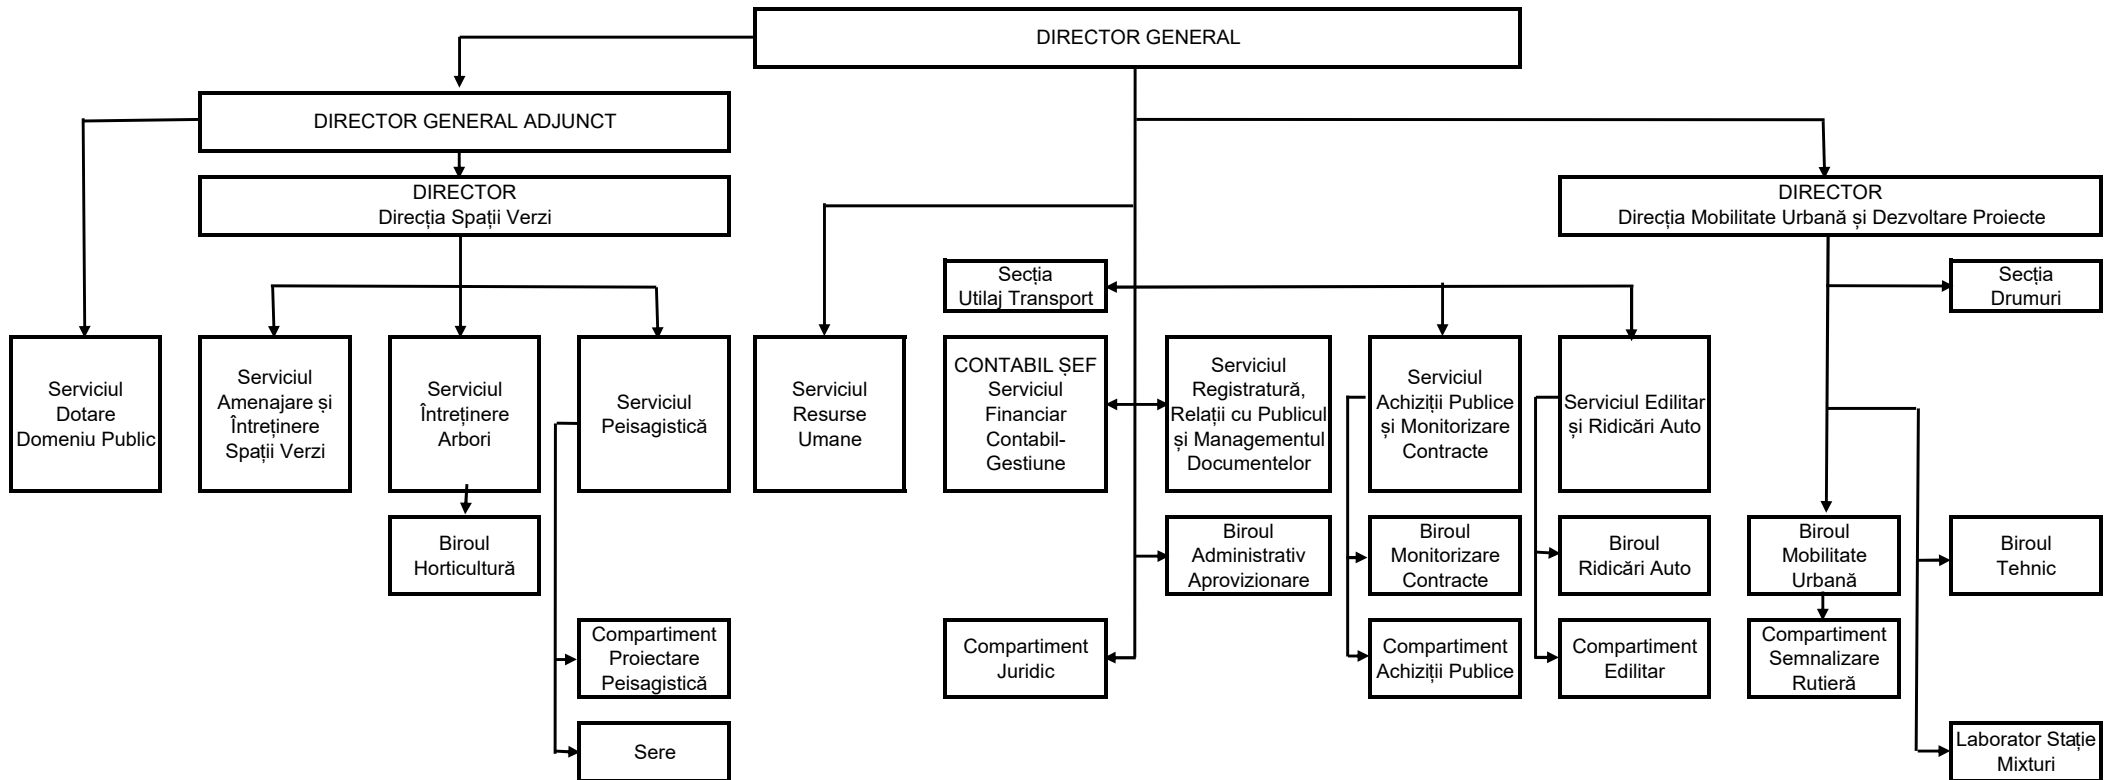 DIRECTOR GENERAL
DIRECTOR GENERAL ADJUNCT
DIRECTOR
Direcția Spații Verzi
DIRECTOR
Direcția Mobilitate Urbană și Dezvoltare Proiecte
Secția
Utilaj Transport
Secția
Drumuri
Serviciul
Dotare
Domeniu Public
Serviciul
Amenajare și
Întreținere
Spații Verzi
Serviciul
Întreținere
Arbori
Serviciul
Peisagistică
Serviciul
Resurse
Umane
CONTABIL ȘEF
Serviciul
Financiar
Contabil-
Gestiune
Serviciul
Registratură,
Relații cu Publicul
și Managementul
Documentelor
Serviciul
Achiziții Publice
și Monitorizare
Contracte
Serviciul Edilitar
și Ridicări Auto
Biroul
Horticultură
Biroul
Administrativ
Aprovizionare
Biroul
Monitorizare
Contracte
Biroul
Ridicări Auto
Biroul
Mobilitate
Urbană
Biroul
Tehnic
Compartiment
Proiectare
Peisagistică
Compartiment
Juridic
Compartiment
Achiziții Publice
Compartiment
Edilitar
Compartiment
Semnalizare
Rutieră
Sere
Laborator Stație
Mixturi